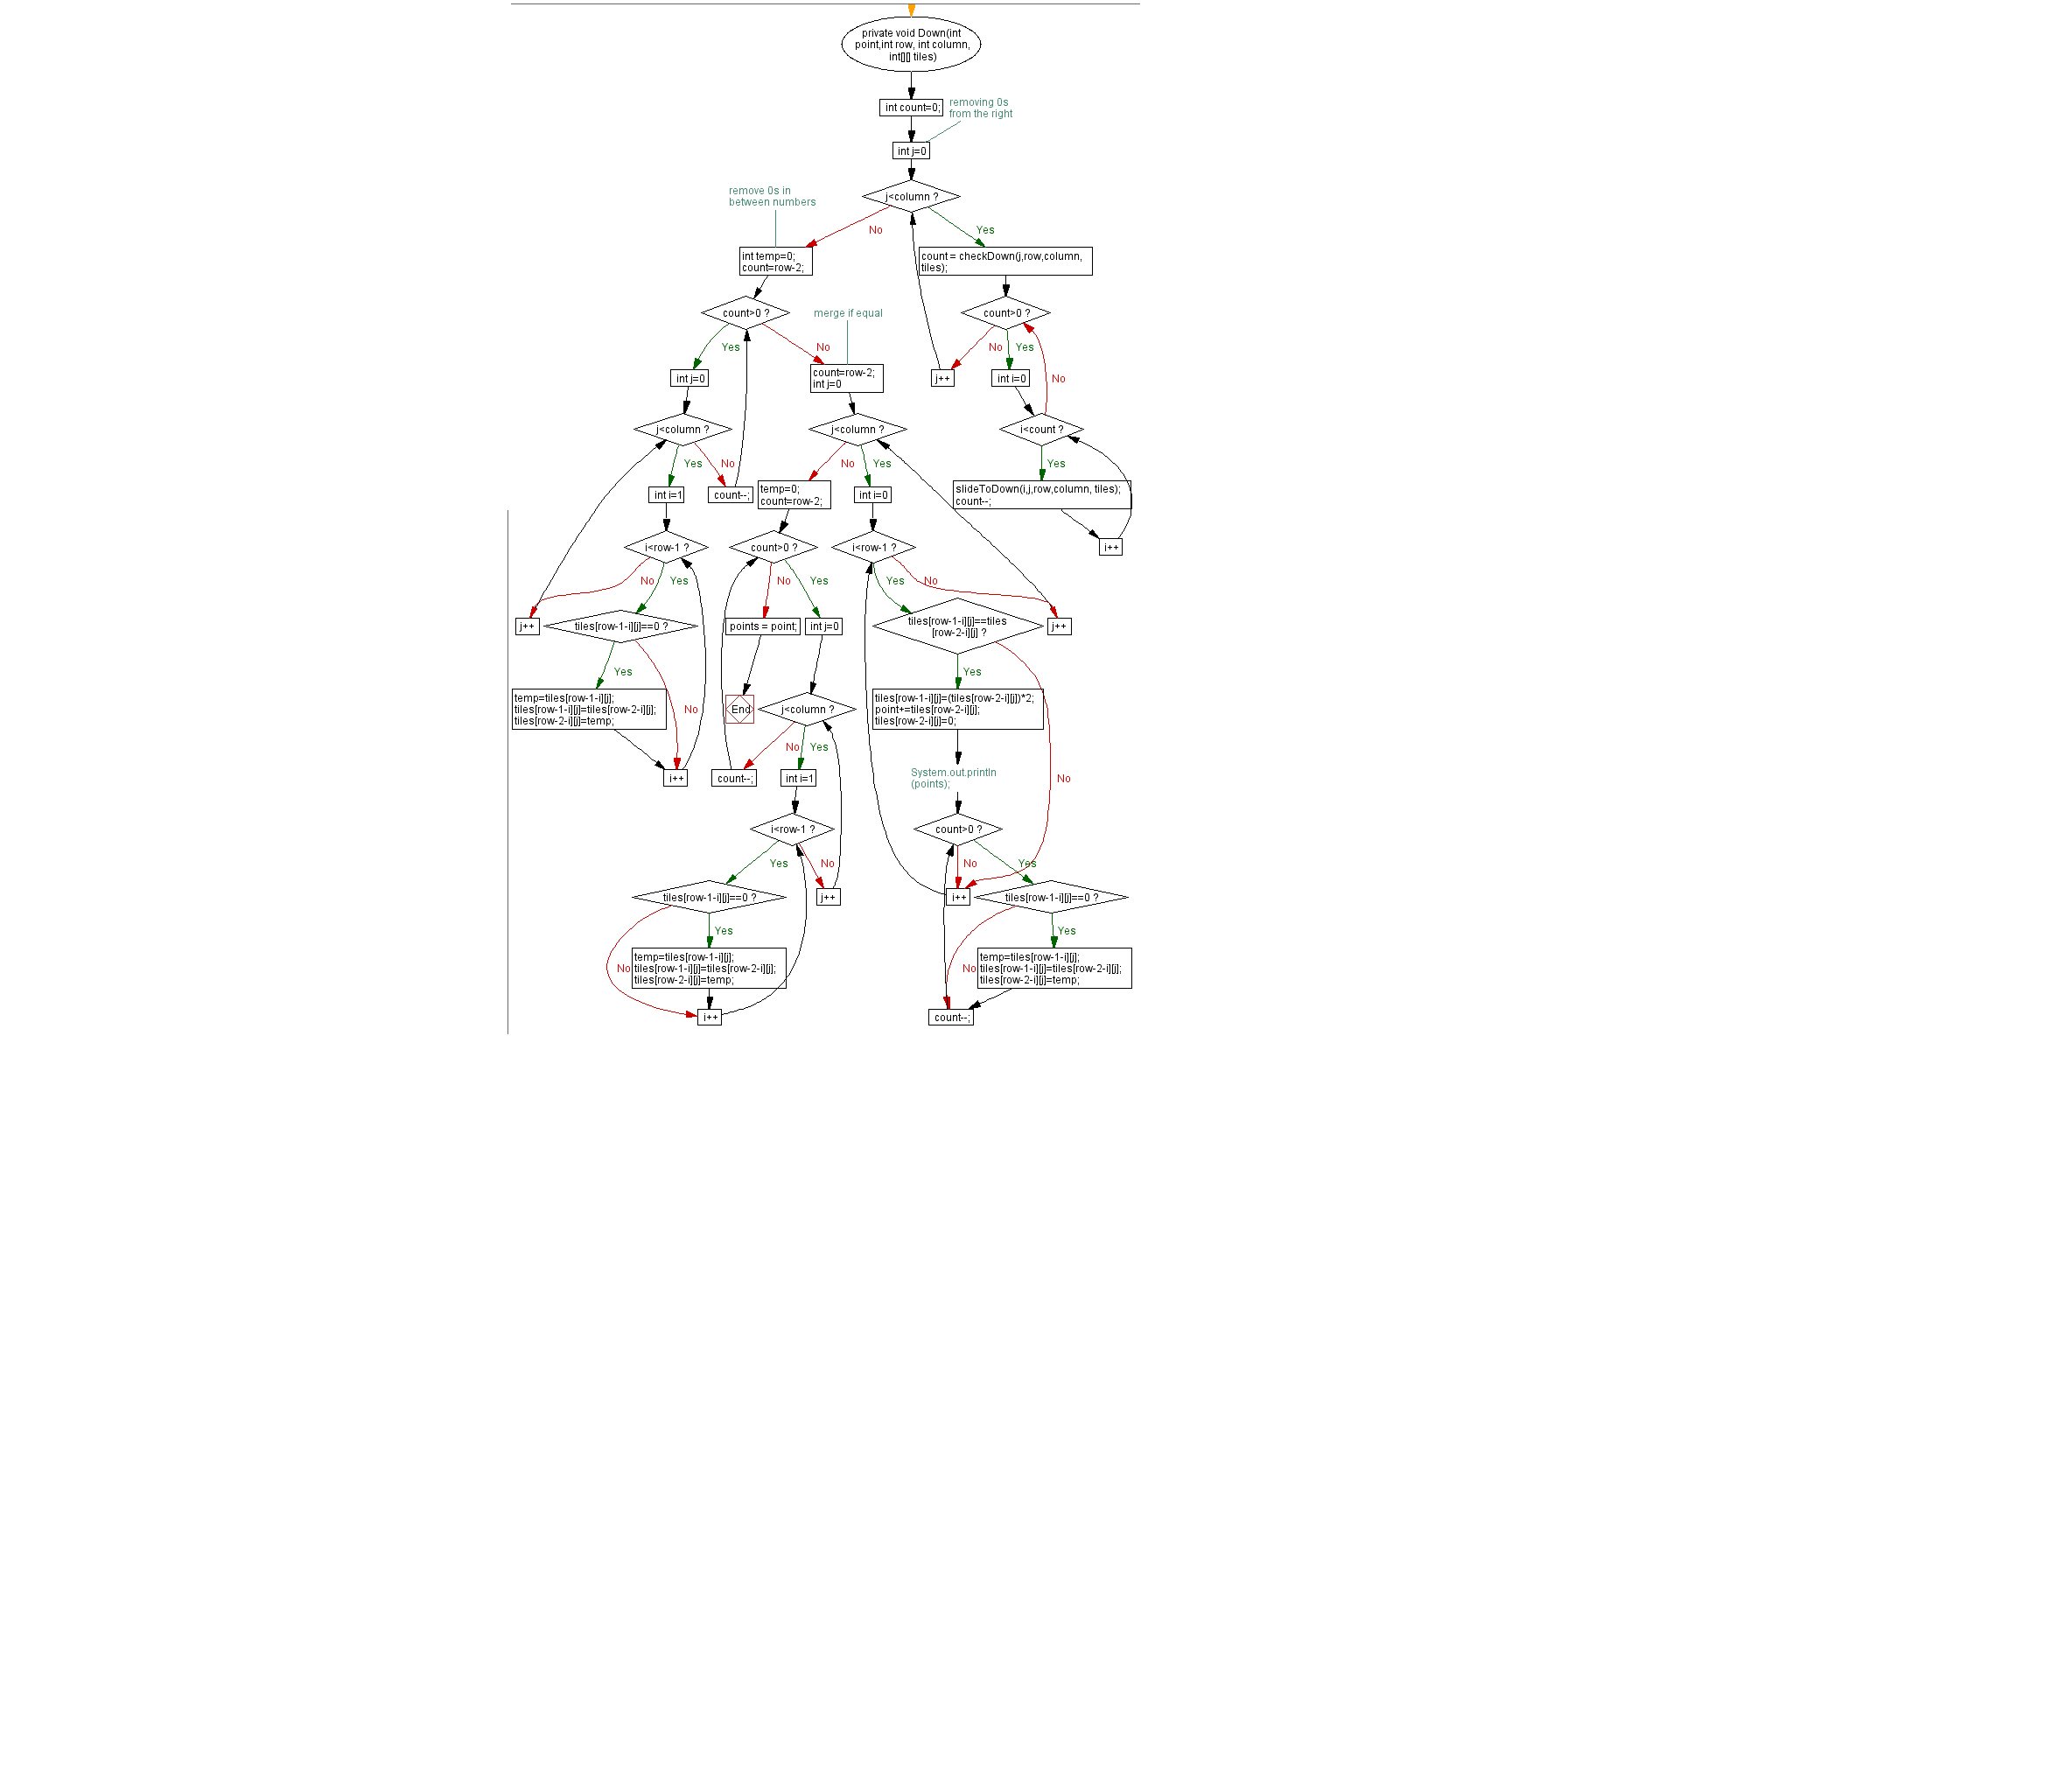 private void Down(int
point,int row, int column,
int[][] tiles)
int count=0;
removing 0s
from the right
int j=0
j<column ?
remove 0s in
between numbers
No
Yes
int temp=0;
count=row-2;
count = checkDown(j,row,column,
tiles);
count>0 ?
merge if equal
count>0 ?
Yes
No
No
Yes
int j=0
count=row-2;
int j=0
j++
int i=0
No
j<column ?
j<column ?
i<count ?
Yes
No
No
Yes
Yes
int i=1
count--;
temp=0;
count=row-2;
int i=0
slideToDown(i,j,row,column, tiles);
count--;
i<row-1 ?
count>0 ?
i<row-1 ?
i++
No
Yes
No
Yes
Yes
No
j++
tiles[row-1-i][j]==0 ?
points = point;
int j=0
tiles[row-1-i][j]==tiles
[row-2-i][j] ?
j++
Yes
Yes
temp=tiles[row-1-i][j];
tiles[row-1-i][j]=tiles[row-2-i][j];
tiles[row-2-i][j]=temp;
No
End
j<column ?
tiles[row-1-i][j]=(tiles[row-2-i][j])*2;
point+=tiles[row-2-i][j];
tiles[row-2-i][j]=0;
No
Yes
i++
count--;
int i=1
System.out.println
(points);
No
i<row-1 ?
count>0 ?
Yes
No
No
Yes
tiles[row-1-i][j]==0 ?
j++
i++
tiles[row-1-i][j]==0 ?
Yes
Yes
No
temp=tiles[row-1-i][j];
tiles[row-1-i][j]=tiles[row-2-i][j];
tiles[row-2-i][j]=temp;
No
temp=tiles[row-1-i][j];
tiles[row-1-i][j]=tiles[row-2-i][j];
tiles[row-2-i][j]=temp;
i++
count--;